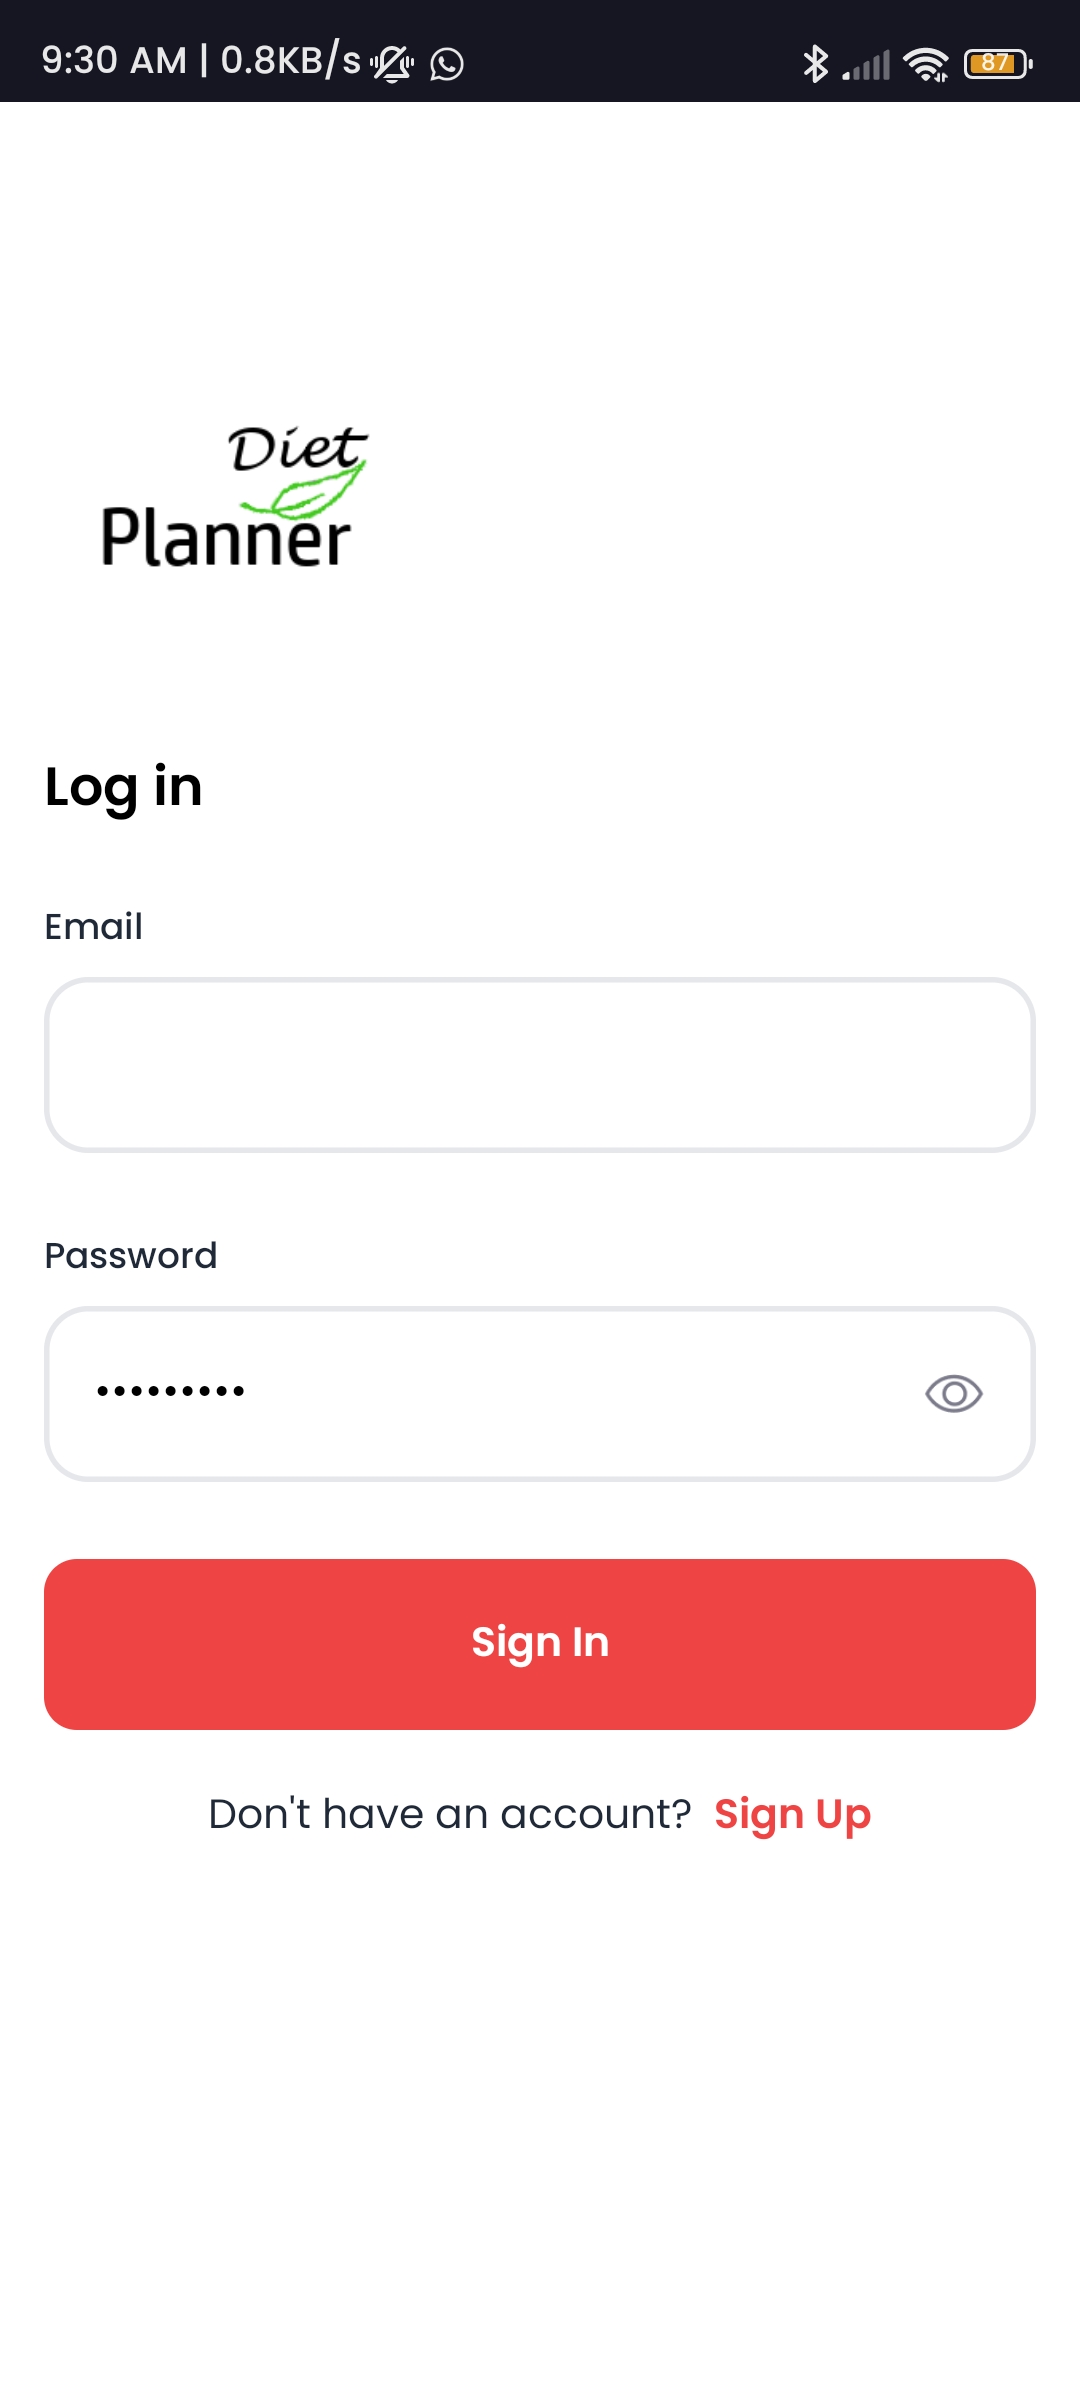 9:30 AM | 0.8KB/s
87
Diet
Planner
Log in
Email
Password
•••••••••
Sign In
Don't have an account? Sign Up